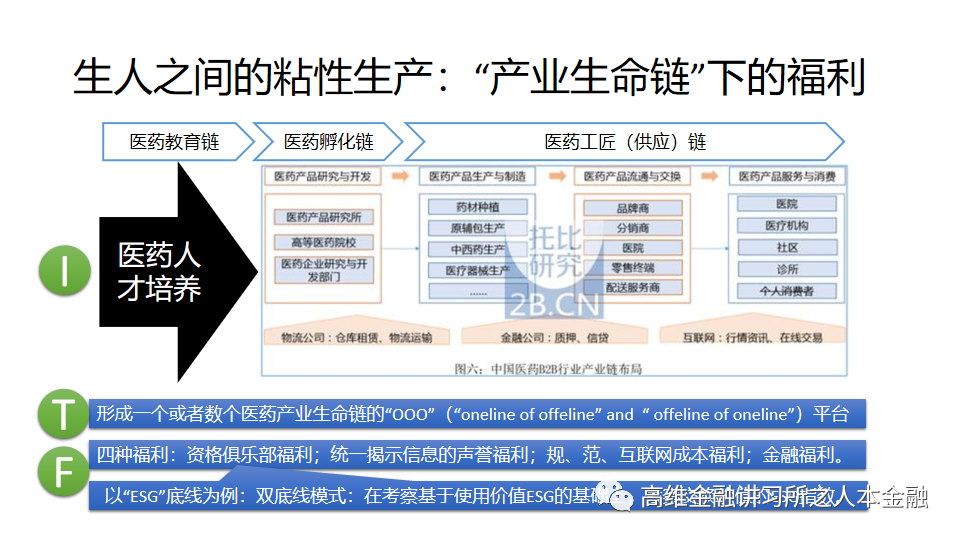 生人之间的粘性生产：“产业生命链”下的福利
医药教育链
医药孵化链
医药工匠（供应）链
医药产品研究与开发
医药产品生产与制造
医药产品流通与交换
医药产品服务与消费
I
医药人
才培养
医药产品研究所
高等医药院校
医药企业研究与开
发部门
药材种植
原辅包生产
中西药生产
医疗器械生产
......
品牌商
分销商
医院
零售终端
配送服务商
医院
医疗机构
社区
诊所
个人消费者
托比
研究
2B.CN
物流公司：仓库租赁、物流运输
金融公司：质押、信贷
互联网：行情资讯、在线交易
图六：中国医药B2B行业产业链布局
T
形成一个或者数个医药产业生命链的“OOO”（“oneline of offeline” and “ offeline of oneline”）平台
F
四种福利：资格俱乐部福利；统一揭示信息的声誉福利；规、范、互联网成本福利；金融福利。
以“ESG”底线为例：双底线模式：在考察基于使用价值ESG的基础
高维金融讲习所之人本金融